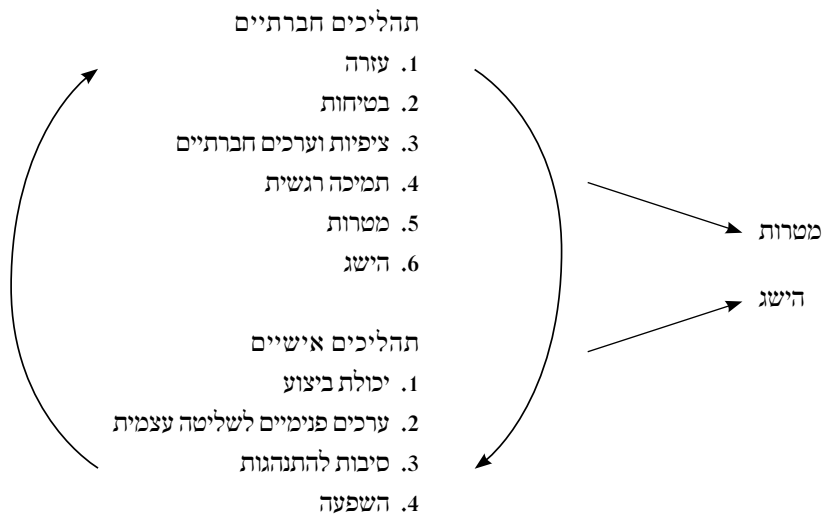 תהליכים חברתיים
1. עזרה
2. בטיחות
3. ציפיות וערכים חברתיים
4. תמיכה רגשית
5. מטרות
6. הישג
מטרות
הישג
תהליכים אישיים
1. יכולת ביצוע
2. ערכים פנימיים לשליטה עצמית
3. סיבות להתנהגות
4. השפעה